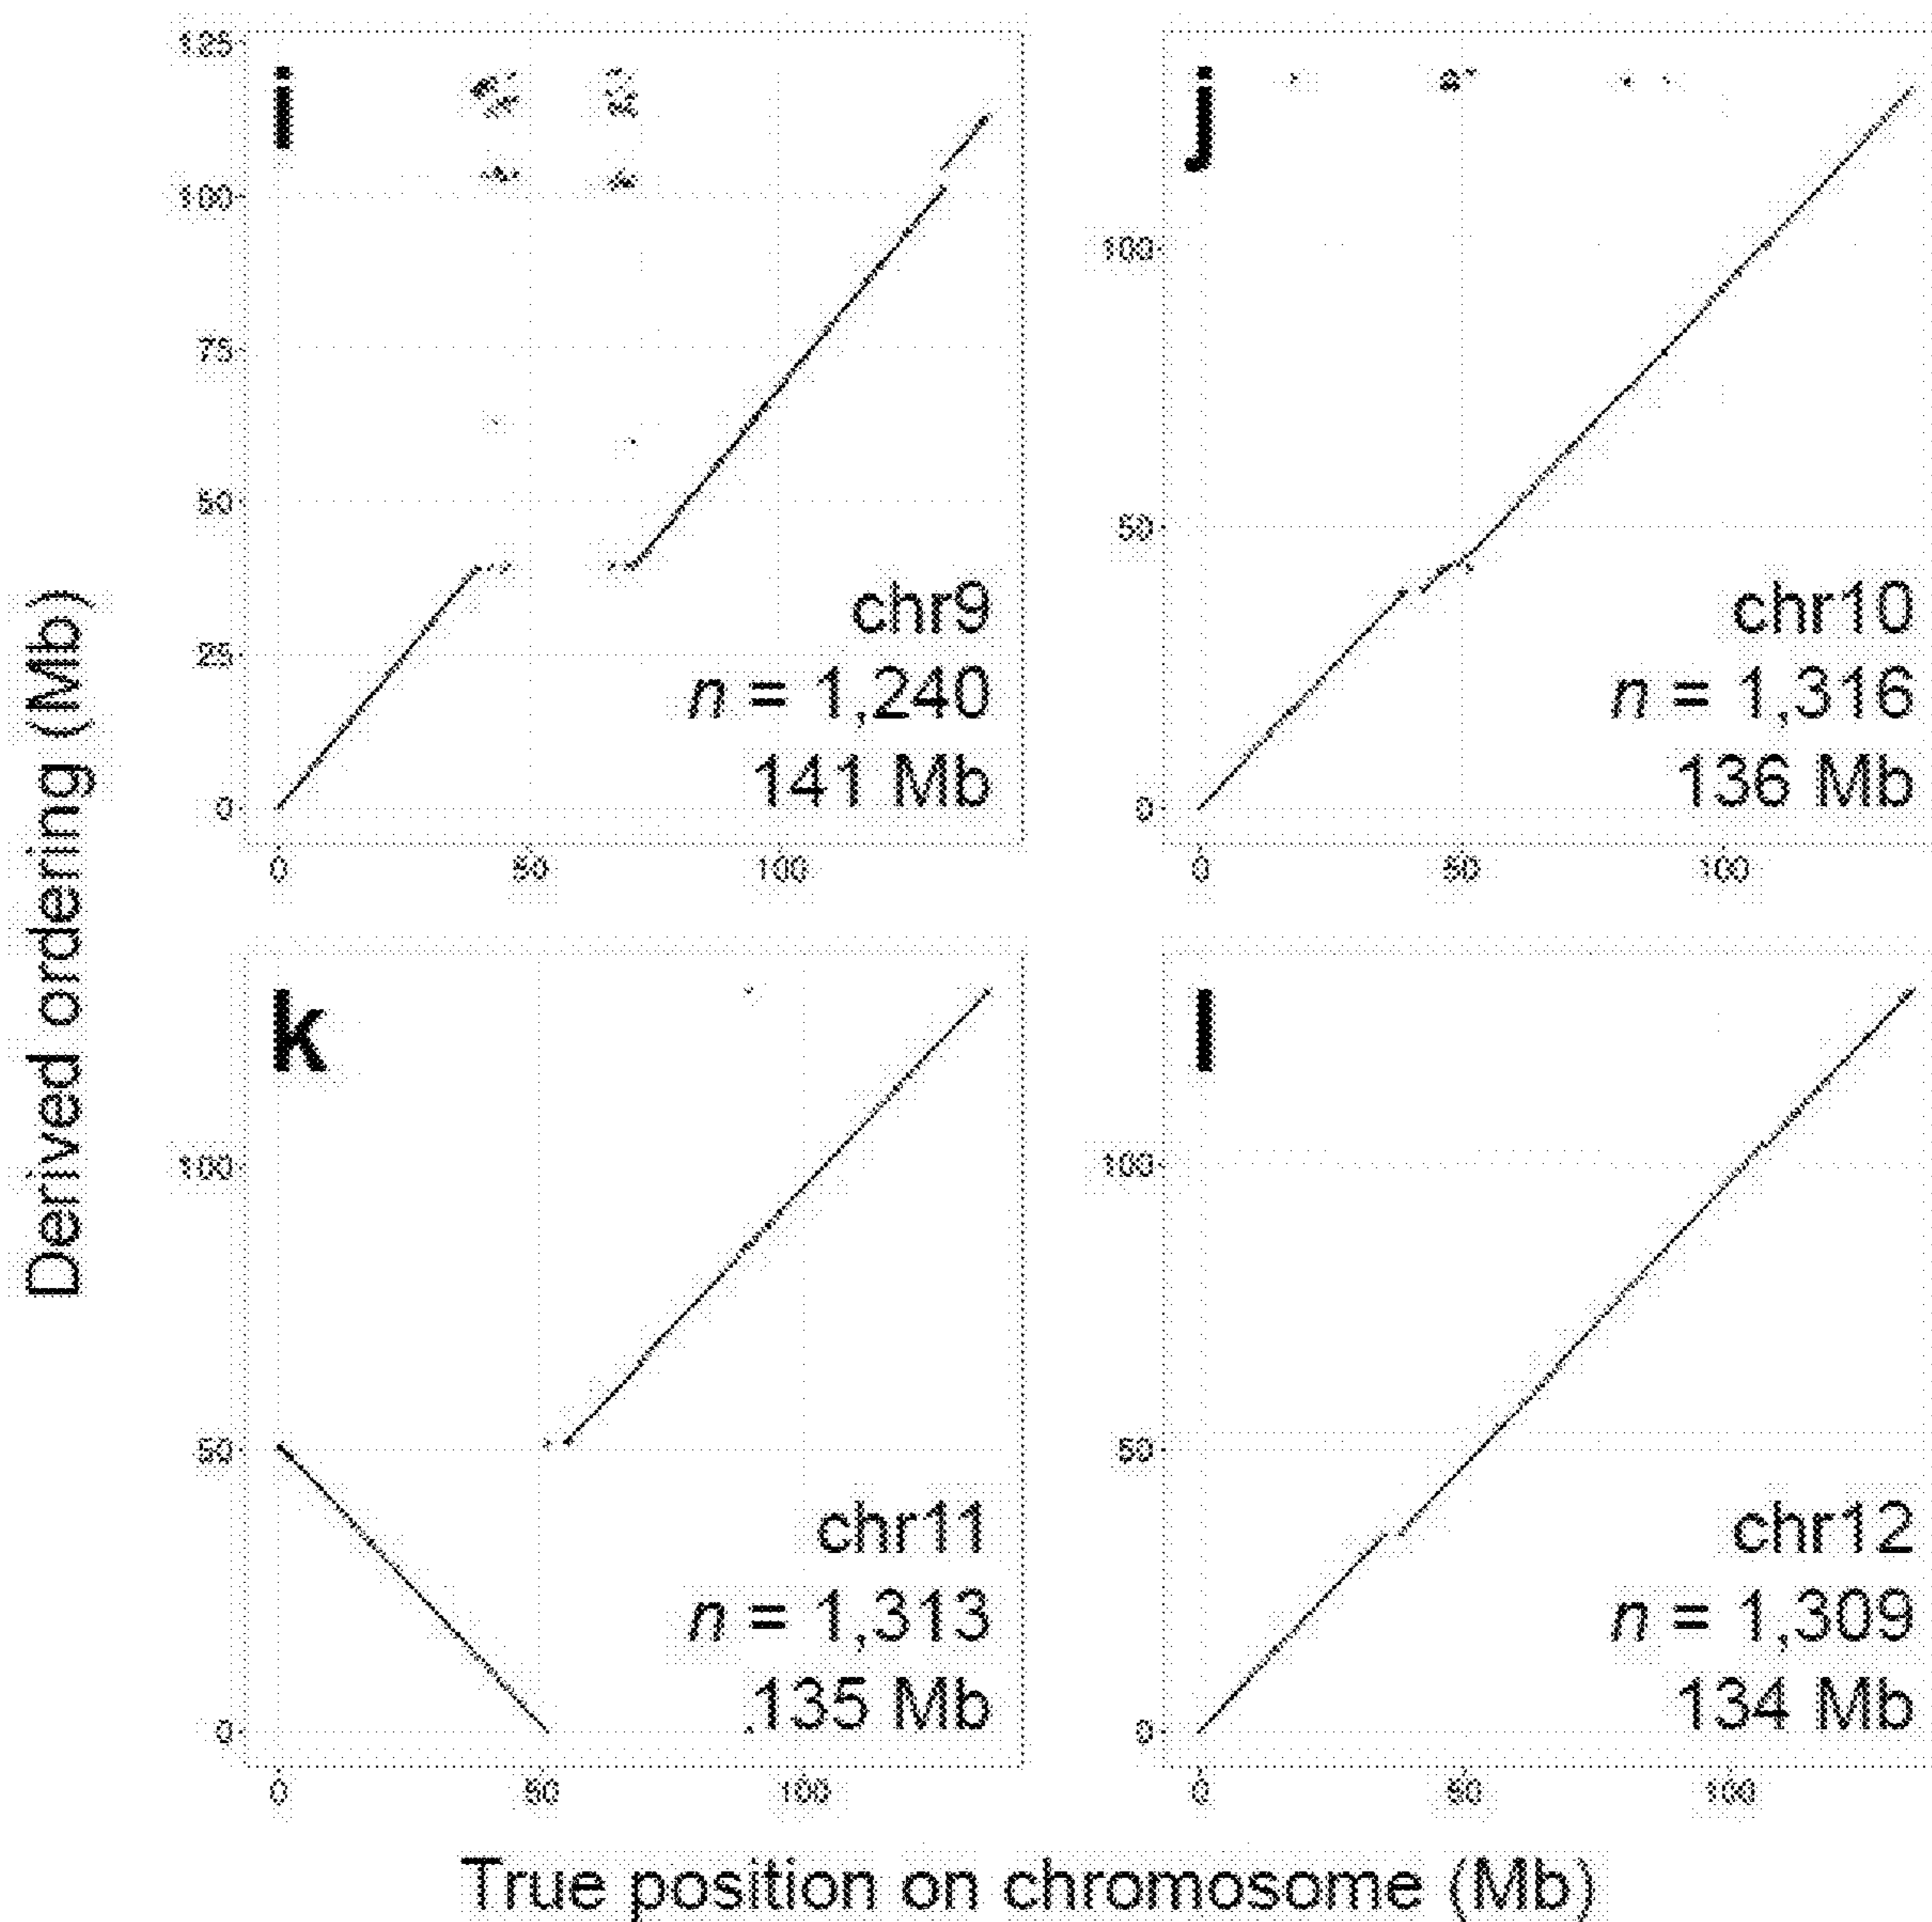 Derived ordering (Mb)
i
125
100
75
50
25
0
0
50
100
chr9
n = 1,240
141 Mb
j
100
50
0
0
50
100
chr10
n = 1,316
136 Mb
k
100
50
0
0
50
100
chr11
n = 1,313
135 Mb
l
100
50
0
0
50
100
chr12
n = 1,309
134 Mb
True position on chromosome (Mb)